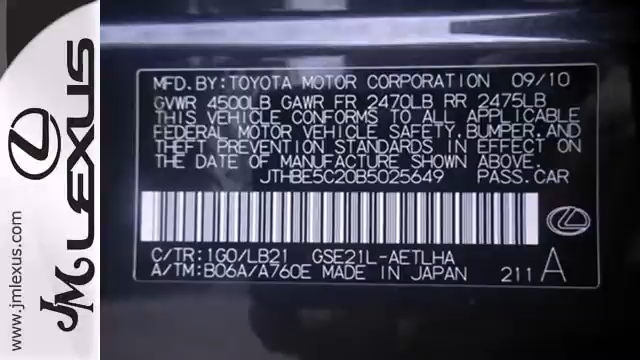 www.jmlexus.com
JM LEXUS
MFD. BY: TOYOTA MOTOR CORPORATION 09/10
GVWR 4500LB GAWR FR 2470LB RR 2475LB
THIS VEHICLE CONFORMS TO ALL APPLICABLE
FEDERAL MOTOR VEHICLE SAFETY, BUMPER, AND
THEFT PREVENTION STANDARDS IN EFFECT ON
THE DATE OF MANUFACTURE SHOWN ABOVE.
JTHBE5C20B5025649 PASS. CAR
C/TR: 1G0/LB21 GSE21L-AETLHA
A/TM: B06A/A760E MADE IN JAPAN 211 A